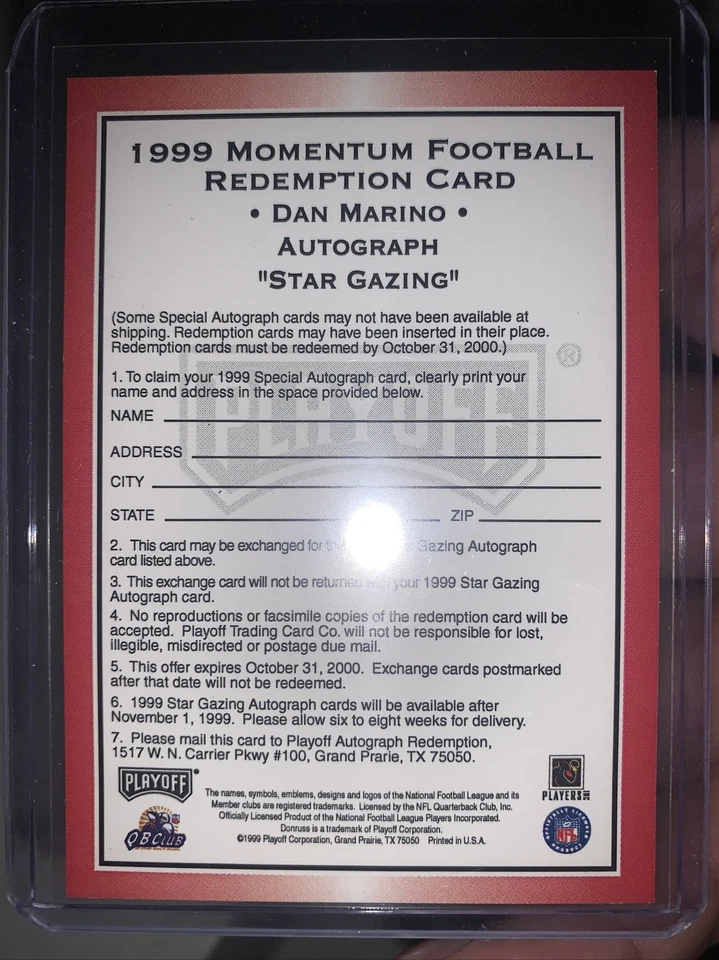 1999 MOMENTUM FOOTBALL
REDEMPTION CARD
• DAN MARINO •
AUTOGRAPH
"STAR GAZING"
(Some Special Autograph cards may not have been available at
shipping. Redemption cards may have been inserted in their place.
Redemption cards must be redeemed by October 31, 2000.)
PLAYOFF ®
1. To claim your 1999 Special Autograph card, clearly print your
name and address in the space provided below.
NAME
ADDRESS
CITY
STATE ZIP
2. This card may be exchanged for Gazing Autograph
card listed above.
3. This exchange card will not be returned with your 1999 Star Gazing
Autograph card.
4. No reproductions or facsimile copies of the redemption card will be
accepted. Playoff Trading Card Co. will not be responsible for lost,
illegible, misdirected or postage due mail.
5. This offer expires October 31, 2000. Exchange cards postmarked
after that date will not be redeemed.
6. 1999 Star Gazing Autograph cards will be available after
November 1, 1999. Please allow six to eight weeks for delivery.
7. Please mail this card to Playoff Autograph Redemption,
1517 W. N. Carrier Pkwy #100, Grand Prarie, TX 75050.
PLAYOFF
PLAYERS INC
The names, symbols, emblems, designs and logos of the National Football League and its
Member clubs are registered trademarks. Licensed by the NFL Quarterback Club, Inc.
Officially Licensed Product of the National Football League Players Incorporated.
Donruss is a trademark of Playoff Corporation.
©1999 Playoff Corporation, Grand Prairie, TX 75050 Printed in U.S.A.
QB CLUB
OFFICIALLY LICENSED
NFL
PRODUCT